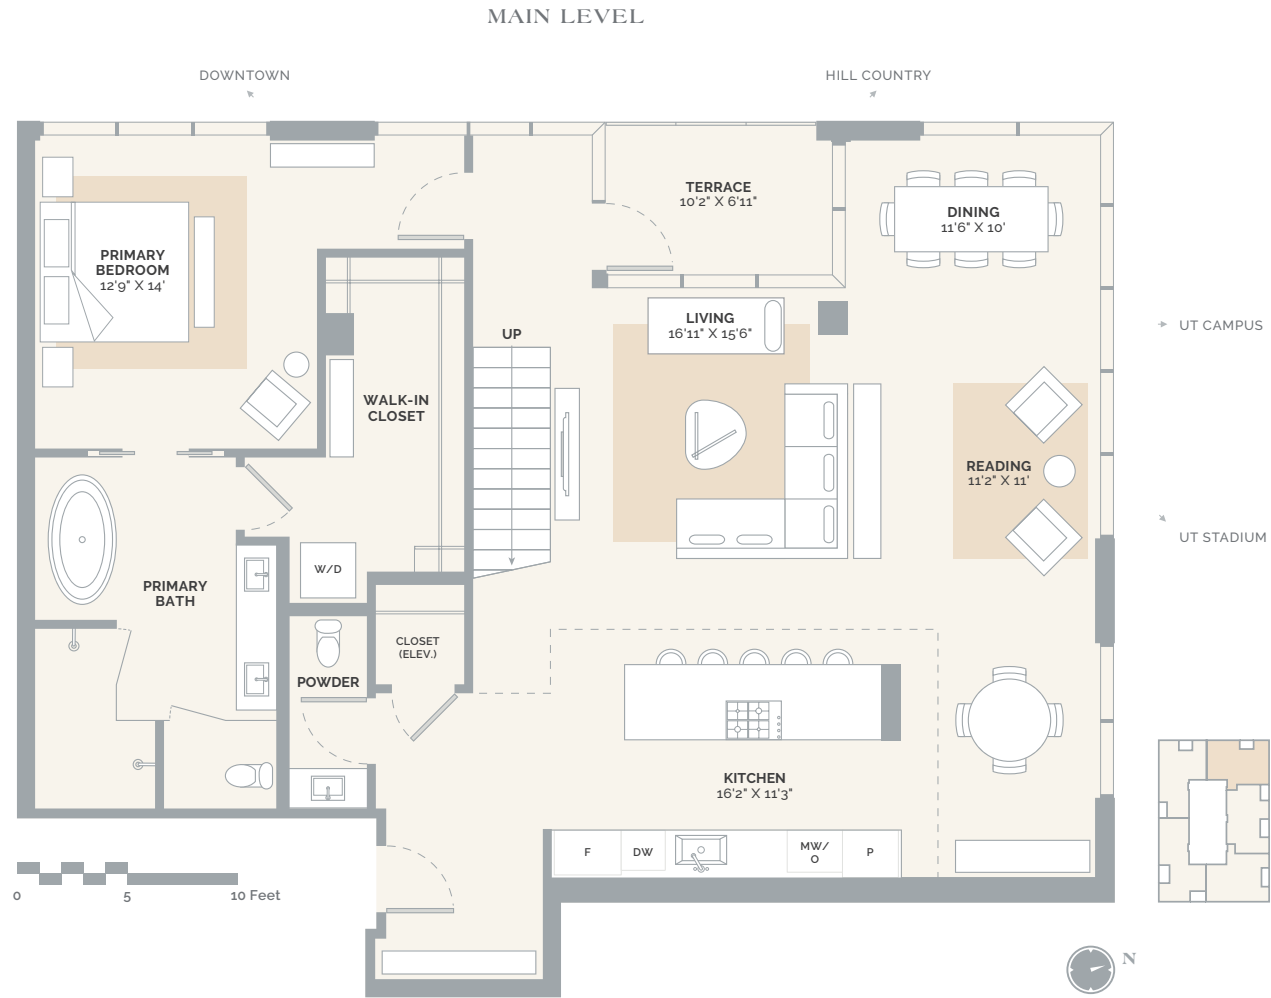 MAIN LEVEL
DOWNTOWN
HILL COUNTRY
TERRACE
10'2" X 6'11"
DINING
11'6" X 10'
PRIMARY
BEDROOM
12'9" X 14'
LIVING
16'11" X 15'6"
UP
UT CAMPUS
WALK-IN
CLOSET
READING
11'2" X 11'
UT STADIUM
W/D
PRIMARY
BATH
CLOSET
(ELEV.)
POWDER
KITCHEN
16'2" X 11'3"
F
DW
MW/
O
P
0
5
10 Feet
N